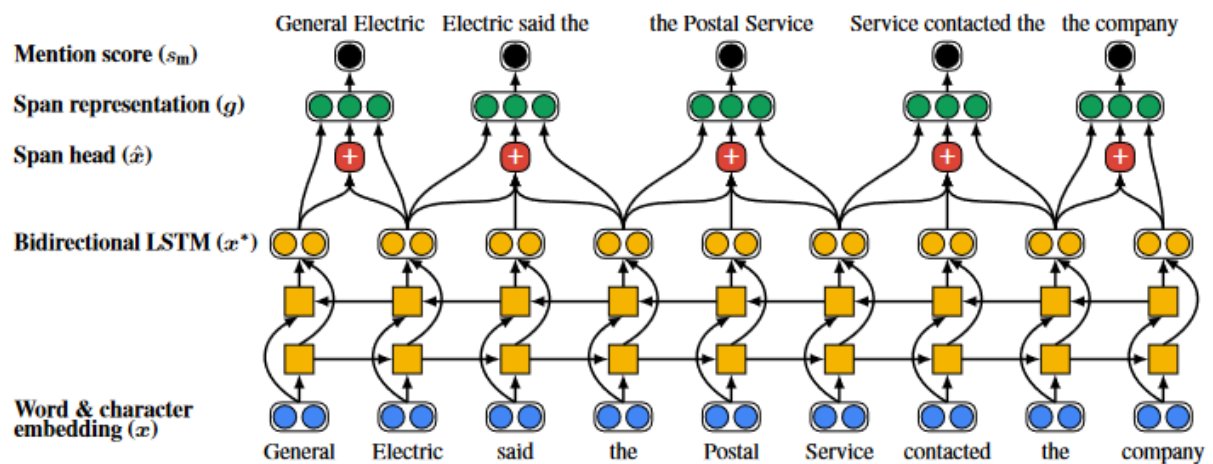 General Electric Electric said the the Postal Service Service contacted the the company
Mention score (sₘ)
Span representation (g)
+ + + + +
Span head (x̂)
Bidirectional LSTM (x*)
Word & character
embedding (x)
General Electric said the Postal Service contacted the company